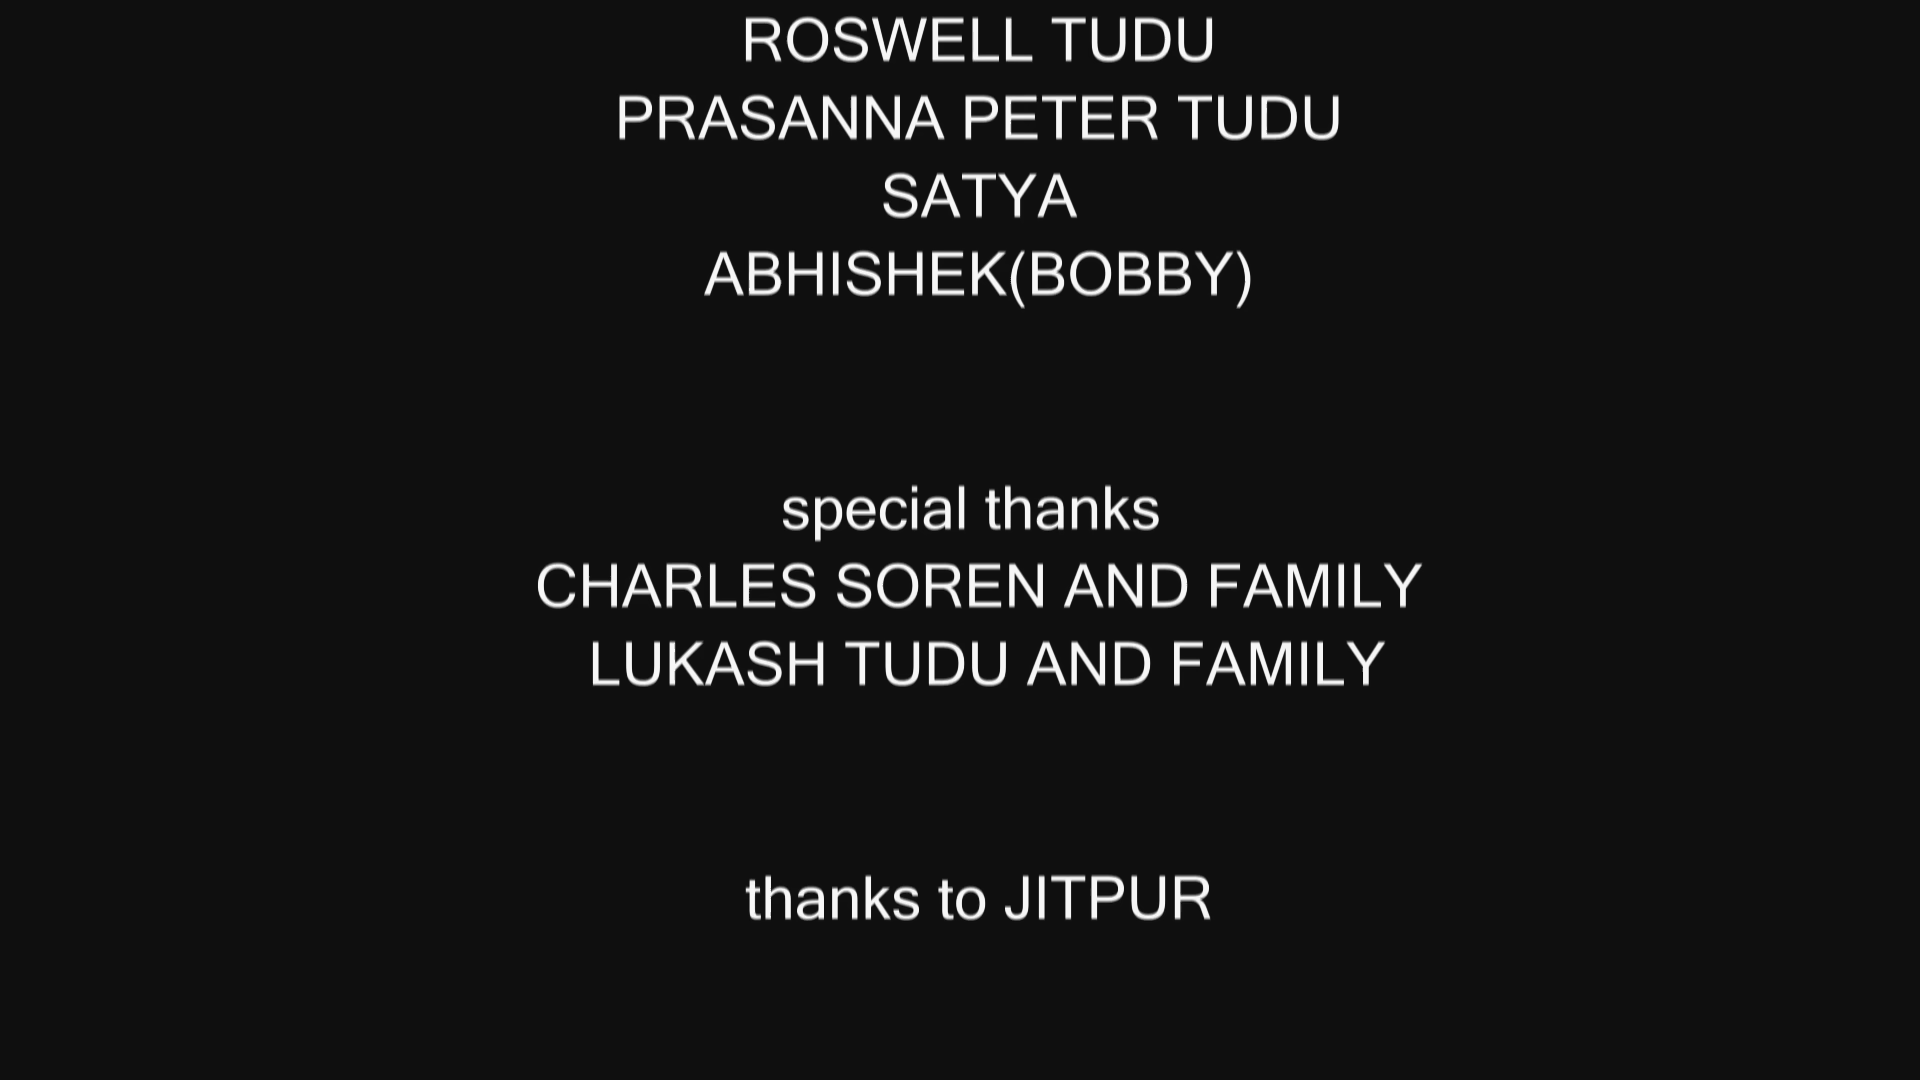 ROSWELL TUDU
PRASANNA PETER TUDU
SATYA
ABHISHEK(BOBBY)
special thanks
CHARLES SOREN AND FAMILY
LUKASH TUDU AND FAMILY
thanks to JITPUR